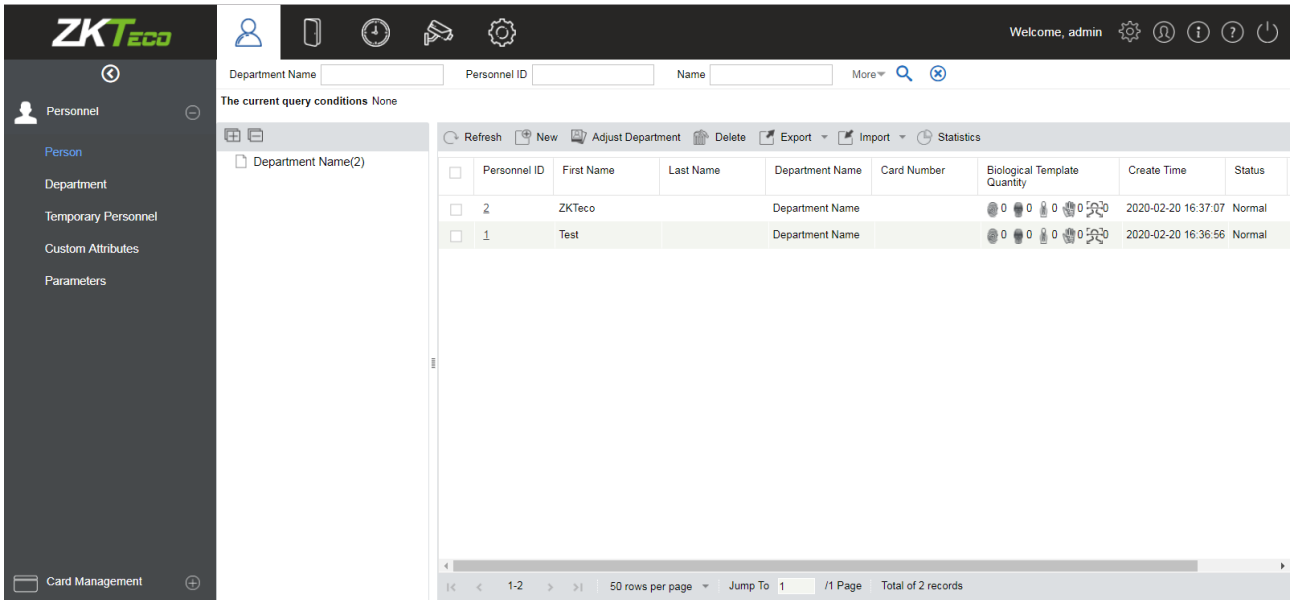 ZKTeco
Welcome, admin
Department Name
Personnel ID
Name
More
The current query conditions None
Personnel
Person
Department
Temporary Personnel
Custom Attributes
Parameters
Card Management
Department Name(2)
Refresh New Adjust Department Delete Export Import Statistics
Personnel ID First Name Last Name Department Name Card Number Biological Template Quantity Create Time Status
2 ZKTeco Department Name 0 0 0 0 0 2020-02-20 16:37:07 Normal
1 Test Department Name 0 0 0 0 0 2020-02-20 16:36:56 Normal
1-2 50 rows per page Jump To 1 /1 Page Total of 2 records